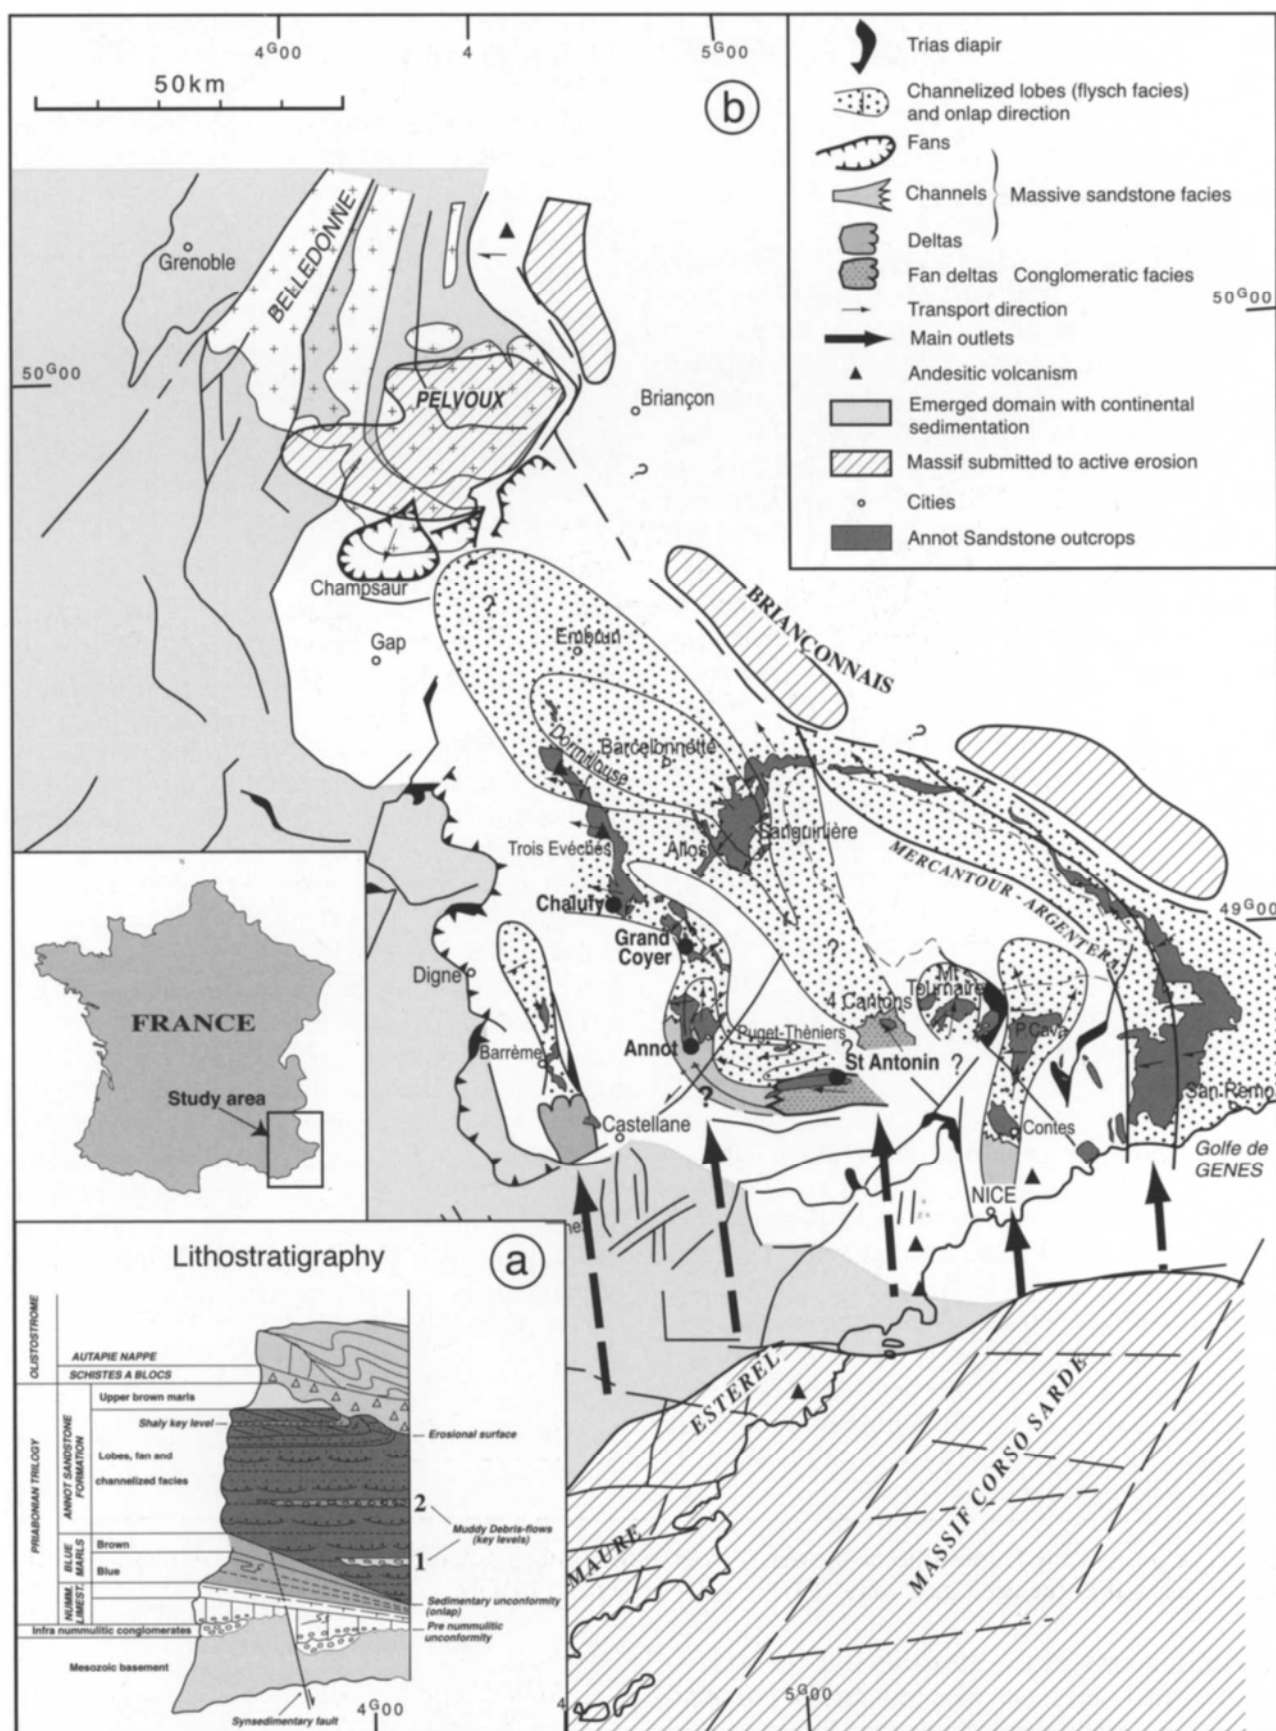 4ᴳ00
4
5ᴳ00
50km
b
Trias diapir
Channelized lobes (flysch facies)
and onlap direction
Fans
Channels
Massive sandstone facies
Deltas
Fan deltas Conglomeratic facies
Transport direction
Main outlets
Andesitic volcanism
Emerged domain with continental
sedimentation
Massif submitted to active erosion
Cities
Annot Sandstone outcrops
50ᴳ00
50ᴳ00
Grenoble
BELLEDONNE
PELVOUX
Briançon
?
Champsaur
Gap
?
Embrun
BRIANÇONNAIS
?
Dormillouse
Barcelonnette
Trois Evéchés
Allos
Sanguinière
MERCANTOUR - ARGENTERA
49ᴳ00
Chalufy
Grand
Coyer
?
Digne
Mt
Tournaire
4 Cantons
P. Cava
Barrème
Annot
Puget-Thèniers
?
St Antonin
?
?
San Remo
Castellane
Contes
Golfe de
GENES
NICE
FRANCE
Study area
ESTEREL
MAURE
MASSIF CORSO SARDE
5ᴳ00
4ᴳ00
Lithostratigraphy
a
OLISTOSTROME
AUTAPIE NAPPE
SCHISTES A BLOCS
PRIABONIAN TRILOGY
ANNOT SANDSTONE
FORMATION
Upper brown marls
Shaly key level
Erosional surface
Lobes, fan and
channelized facies
2
Muddy Debris-flows
(key levels)
1
BLUE
MARLS
Brown
Blue
NUMM.
LIMEST.
Sedimentary unconformity
(onlap)
Pre nummulitic
unconformity
Infra nummulitic conglomerates
Mesozoic basement
Synsedimentary fault